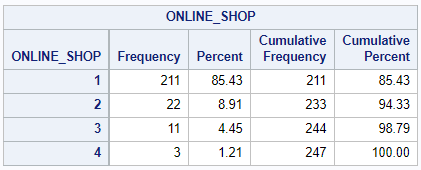 ONLINE_SHOP
ONLINE_SHOP Frequency Percent Cumulative Frequency Cumulative Percent
1 211 85.43 211 85.43
2 22 8.91 233 94.33
3 11 4.45 244 98.79
4 3 1.21 247 100.00